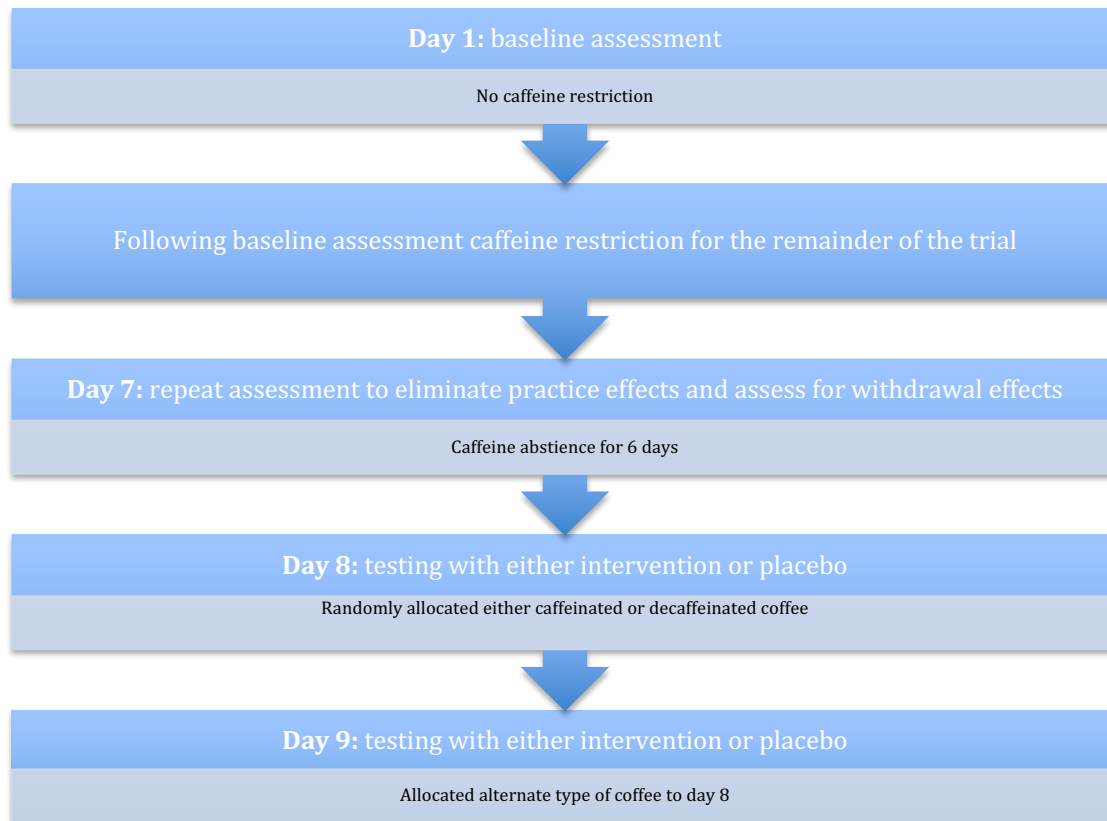 Day 1: baseline assessment
No caffeine restriction
Following baseline assessment caffeine restriction for the remainder of the trial
Day 7: repeat assessment to eliminate practice effects and assess for withdrawal effects
Caffeine abstience for 6 days
Day 8: testing with either intervention or placebo
Randomly allocated either caffeinated or decaffeinated coffee
Day 9: testing with either intervention or placebo
Allocated alternate type of coffee to day 8